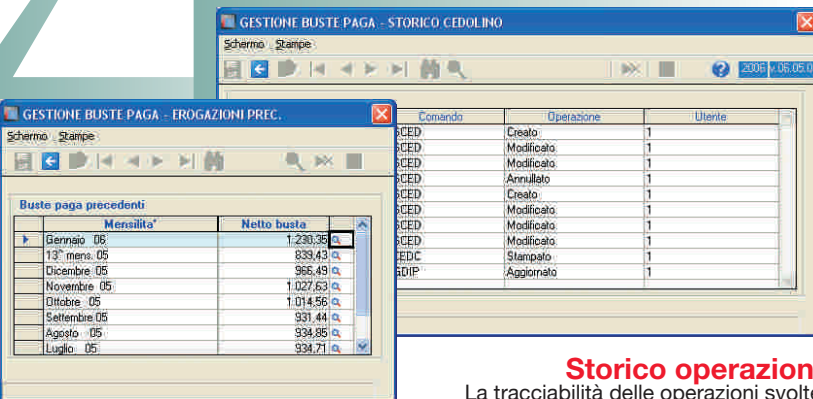 GESTIONE BUSTE PAGA - STORICO CEDOLINO
Schermo Stampe
2006 v.06.05.0
Comando Operazione Utente
SCED Creato 1
SCED Modificato 1
SCED Modificato 1
SCED Annullato 1
SCED Creato 1
SCED Modificato 1
SCED Modificato 1
SCED Modificato 1
CEDC Stampato 1
GDIP Aggiornato 1
GESTIONE BUSTE PAGA - EROGAZIONI PREC.
Schermo Stampe
Buste paga precedenti
Mensilita' Netto busta
Gennaio 06 1.230,35
13^ mens. 05 839,43
Dicembre 05 966,49
Novembre 05 1.027,63
Ottobre 05 1.014,56
Settembre 05 931,44
Agosto 05 934,85
Luglio 05 934,71
Storico operazion
La tracciabilità delle operazioni svolte